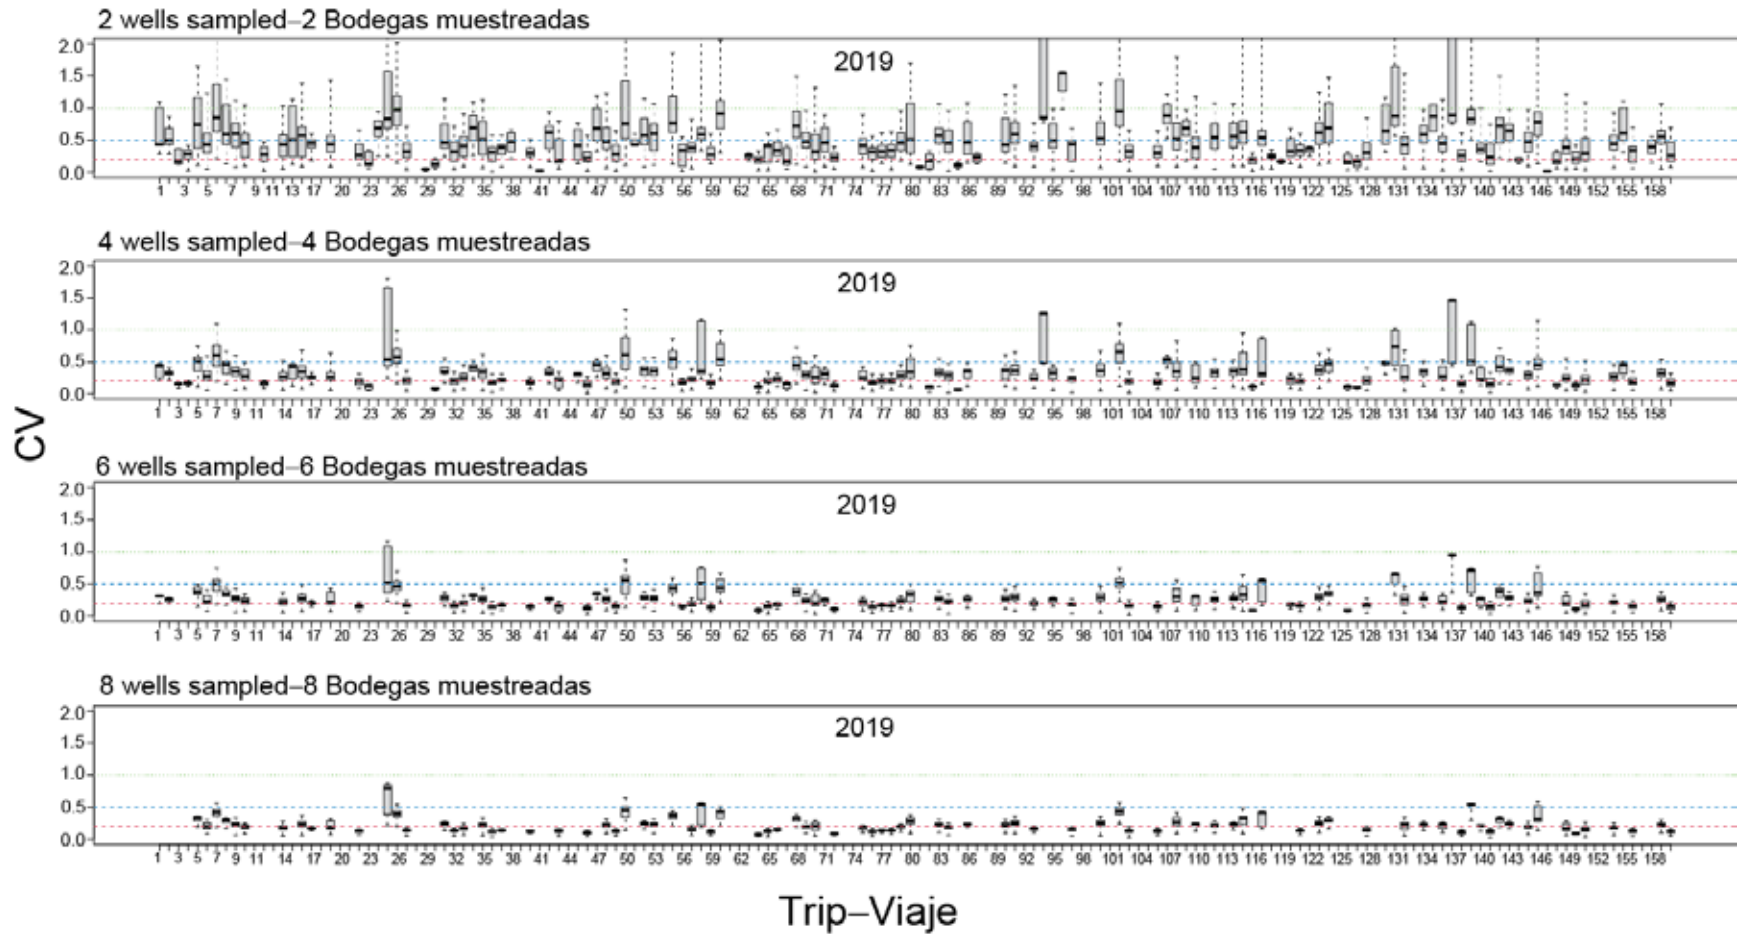 2 wells sampled–2 Bodegas muestreadas
2019
2.0
1.5
1.0
0.5
0.0
1 3 5 7 9 11 13 17 20 23 26 29 32 35 38 41 44 47 50 53 56 59 62 65 68 71 74 77 80 83 86 89 92 95 98 101 104 107 110 113 116 119 122 125 128 131 134 137 140 143 146 149 152 155 158
4 wells sampled–4 Bodegas muestreadas
2019
2.0
1.5
1.0
0.5
0.0
1 3 5 7 9 11 14 17 20 23 26 29 32 35 38 41 44 47 50 53 56 59 62 65 68 71 74 77 80 83 86 89 92 95 98 101 104 107 110 113 116 119 122 125 128 131 134 137 140 143 146 149 152 155 158
CV
6 wells sampled–6 Bodegas muestreadas
2019
2.0
1.5
1.0
0.5
0.0
1 3 5 7 9 11 14 17 20 23 26 29 32 35 38 41 44 47 50 53 56 59 62 65 68 71 74 77 80 83 86 89 92 95 98 101 104 107 110 113 116 119 122 125 128 131 134 137 140 143 146 149 152 155 158
8 wells sampled–8 Bodegas muestreadas
2019
2.0
1.5
1.0
0.5
0.0
1 3 5 7 9 11 14 17 20 23 26 29 32 35 38 41 44 47 50 53 56 59 62 65 68 71 74 77 80 83 86 89 92 95 98 101 104 107 110 113 116 119 122 125 128 131 134 137 140 143 146 149 152 155 158
Trip–Viaje